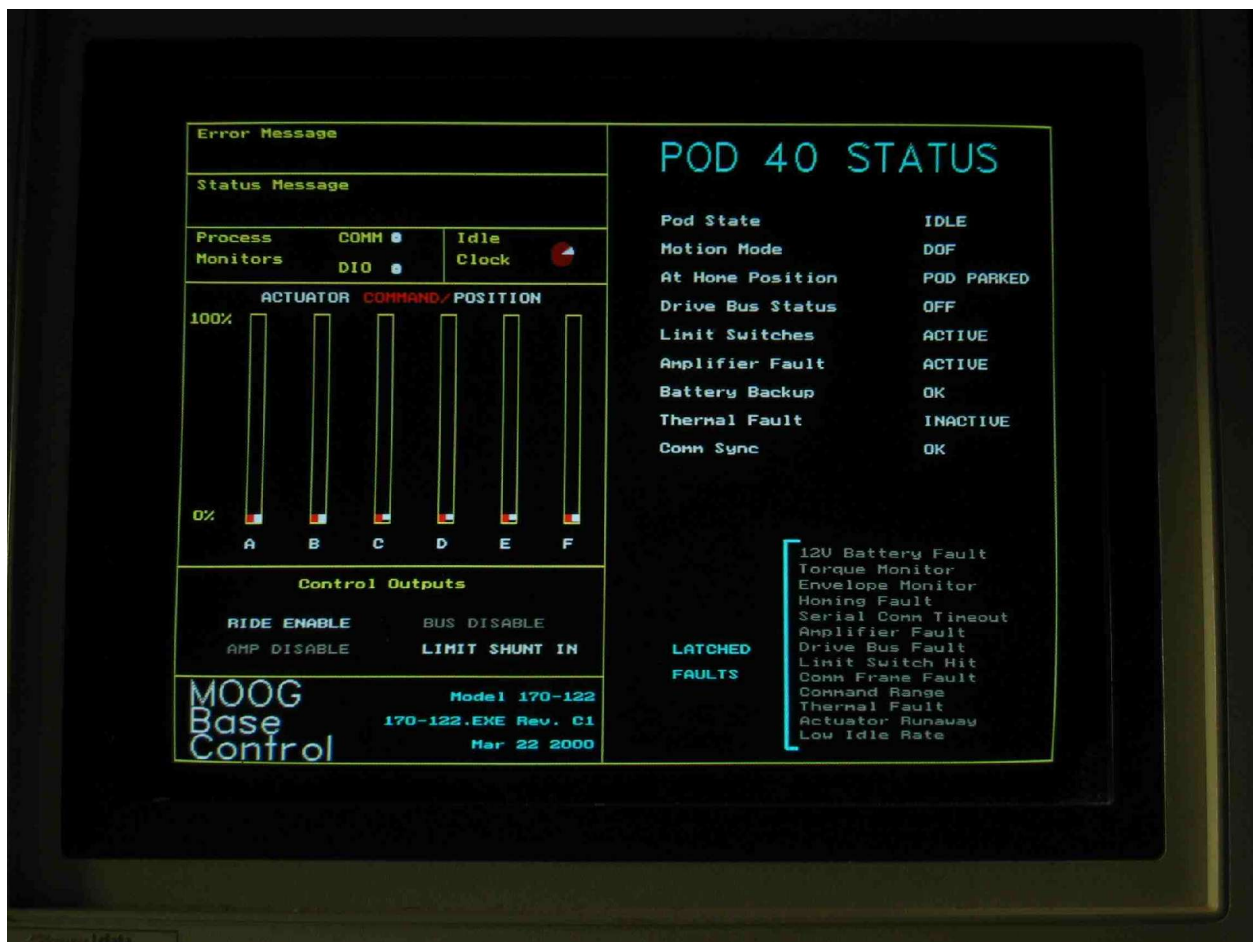 Error Message
Status Message
Process Monitors
COMM
DIO
Idle Clock
ACTUATOR COMMAND/POSITION
100%
0%
A B C D E F
Control Outputs
RIDE ENABLE BUS DISABLE
AMP DISABLE LIMIT SHUNT IN
MOOG
Base
Control
Model 170-122
170-122.EXE Rev. C1
Mar 22 2000
POD 40 STATUS
Pod State IDLE
Motion Mode DOF
At Home Position POD PARKED
Drive Bus Status OFF
Limit Switches ACTIVE
Amplifier Fault ACTIVE
Battery Backup OK
Thermal Fault INACTIVE
Comm Sync OK
LATCHED
FAULTS
12V Battery Fault
Torque Monitor
Envelope Monitor
Homing Fault
Serial Comm Timeout
Amplifier Fault
Drive Bus Fault
Limit Switch Hit
Comm Frame Fault
Command Range
Thermal Fault
Actuator Runaway
Low Idle Rate